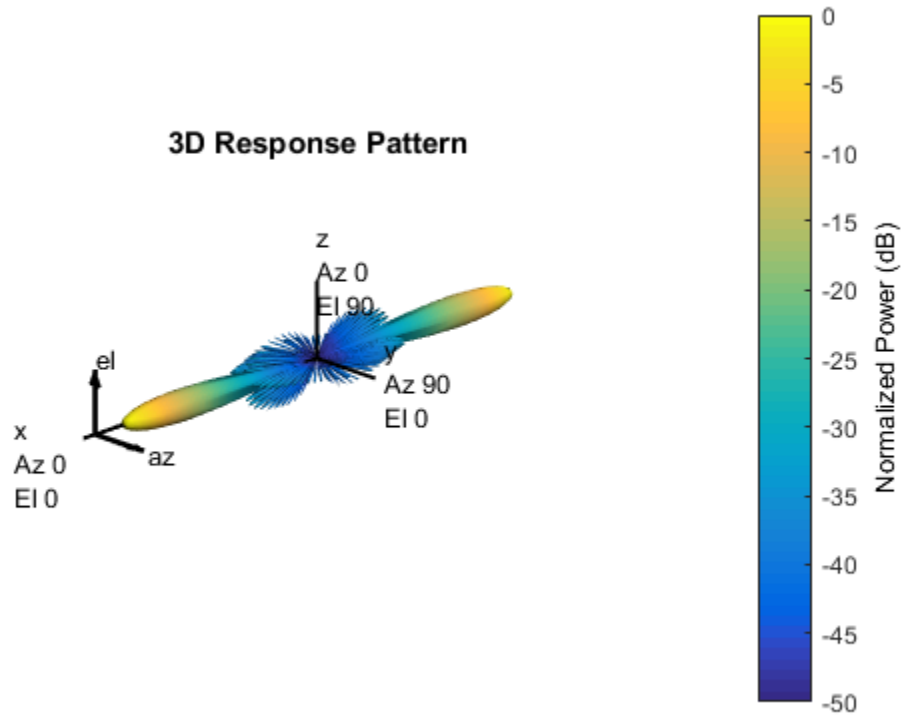 3D Response Pattern
z
Az 0
El 90
y
Az 90
El 0
el
az
x
Az 0
El 0
0
-5
-10
-15
-20
-25
-30
-35
-40
-45
-50
Normalized Power (dB)